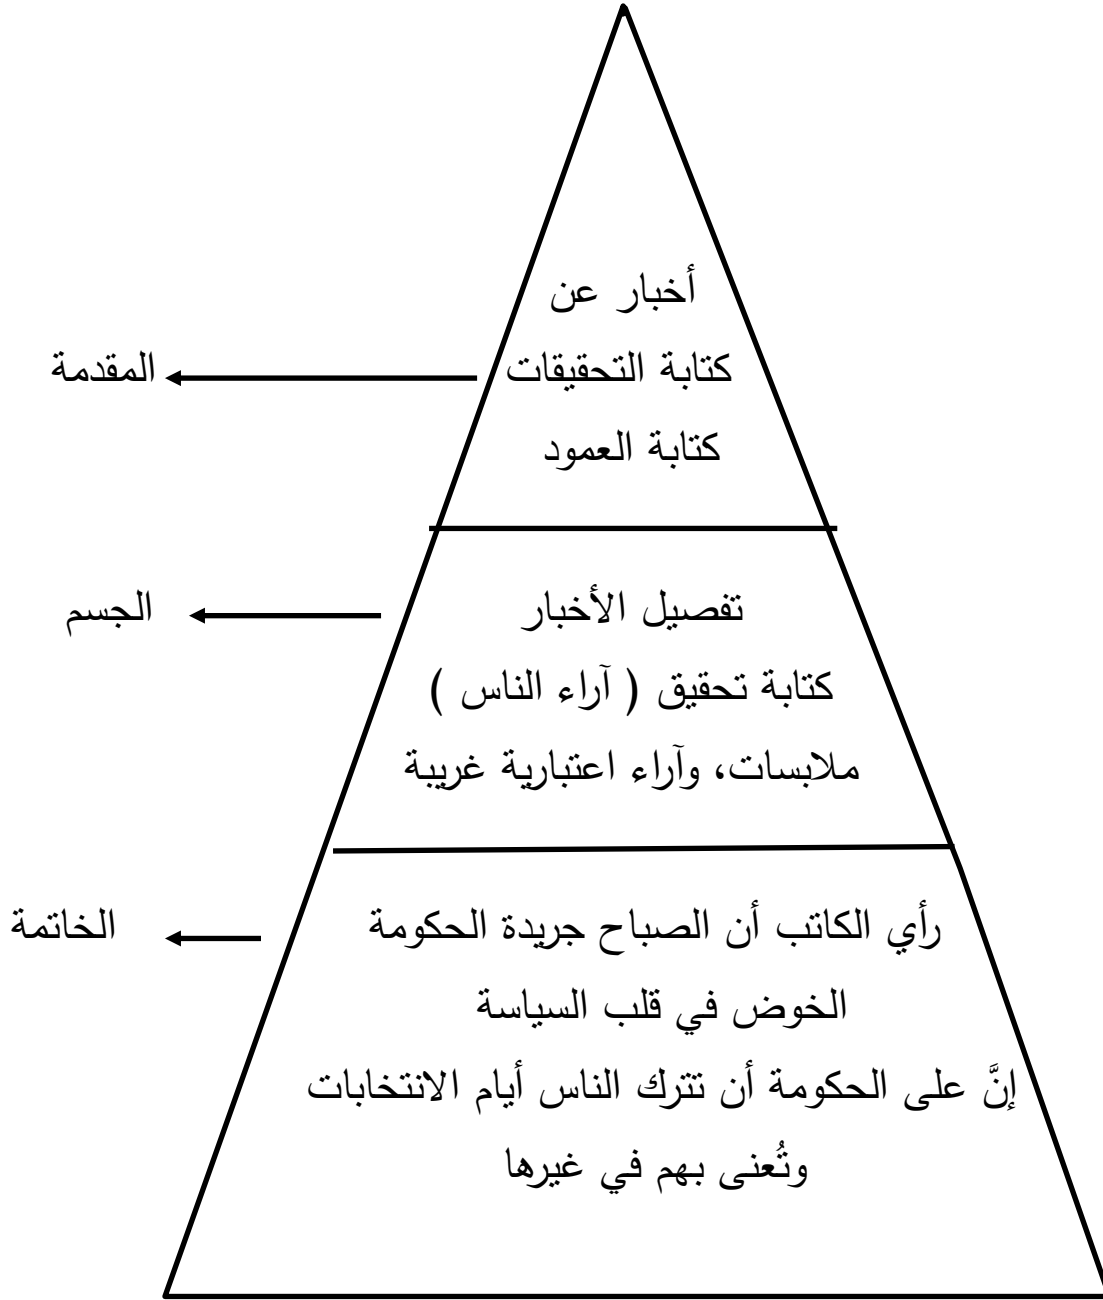 أخبار عن
كتابة التحقيقات
كتابة العمود
المقدمة
تفصيل الأخبار
كتابة تحقيق ( آراء الناس )
ملابسات، وآراء اعتبارية غريبة
الجسم
رأي الكاتب أن الصباح جريدة الحكومة
الخوض في قلب السياسة
إنَّ على الحكومة أن تترك الناس أيام الانتخابات
وتُعنى بهم في غيرها
الخاتمة